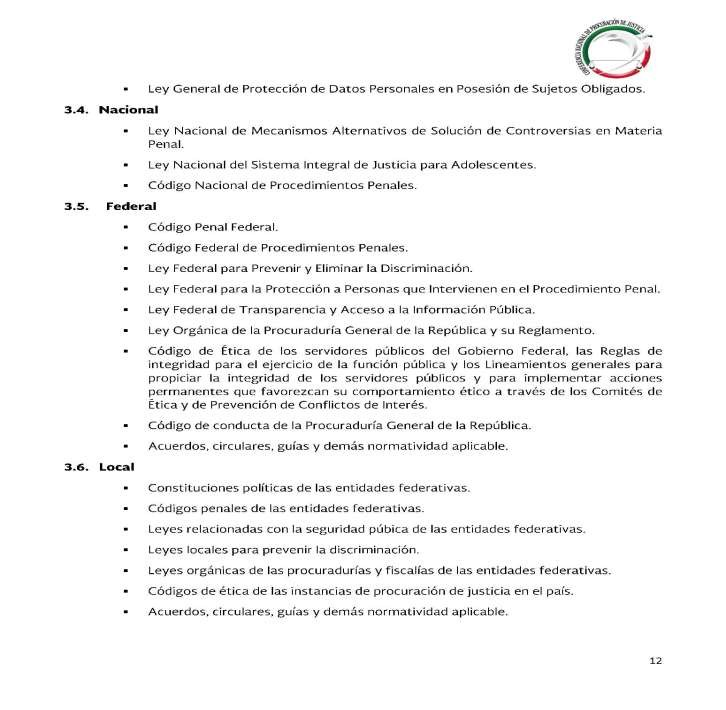 CONFERENCIA NACIONAL DE PROCURACIÓN DE JUSTICIA
▪ Ley General de Protección de Datos Personales en Posesión de Sujetos Obligados.
3.4. Nacional
▪ Ley Nacional de Mecanismos Alternativos de Solución de Controversias en Materia
Penal.
▪ Ley Nacional del Sistema Integral de Justicia para Adolescentes.
▪ Código Nacional de Procedimientos Penales.
3.5. Federal
▪ Código Penal Federal.
▪ Código Federal de Procedimientos Penales.
▪ Ley Federal para Prevenir y Eliminar la Discriminación.
▪ Ley Federal para la Protección a Personas que Intervienen en el Procedimiento Penal.
▪ Ley Federal de Transparencia y Acceso a la Información Pública.
▪ Ley Orgánica de la Procuraduría General de la República y su Reglamento.
▪ Código de Ética de los servidores públicos del Gobierno Federal, las Reglas de
integridad para el ejercicio de la función pública y los Lineamientos generales para
propiciar la integridad de los servidores públicos y para implementar acciones
permanentes que favorezcan su comportamiento ético a través de los Comités de
Ética y de Prevención de Conflictos de Interés.
▪ Código de conducta de la Procuraduría General de la República.
▪ Acuerdos, circulares, guías y demás normatividad aplicable.
3.6. Local
▪ Constituciones políticas de las entidades federativas.
▪ Códigos penales de las entidades federativas.
▪ Leyes relacionadas con la seguridad púbica de las entidades federativas.
▪ Leyes locales para prevenir la discriminación.
▪ Leyes orgánicas de las procuradurías y fiscalías de las entidades federativas.
▪ Códigos de ética de las instancias de procuración de justicia en el país.
▪ Acuerdos, circulares, guías y demás normatividad aplicable.
12